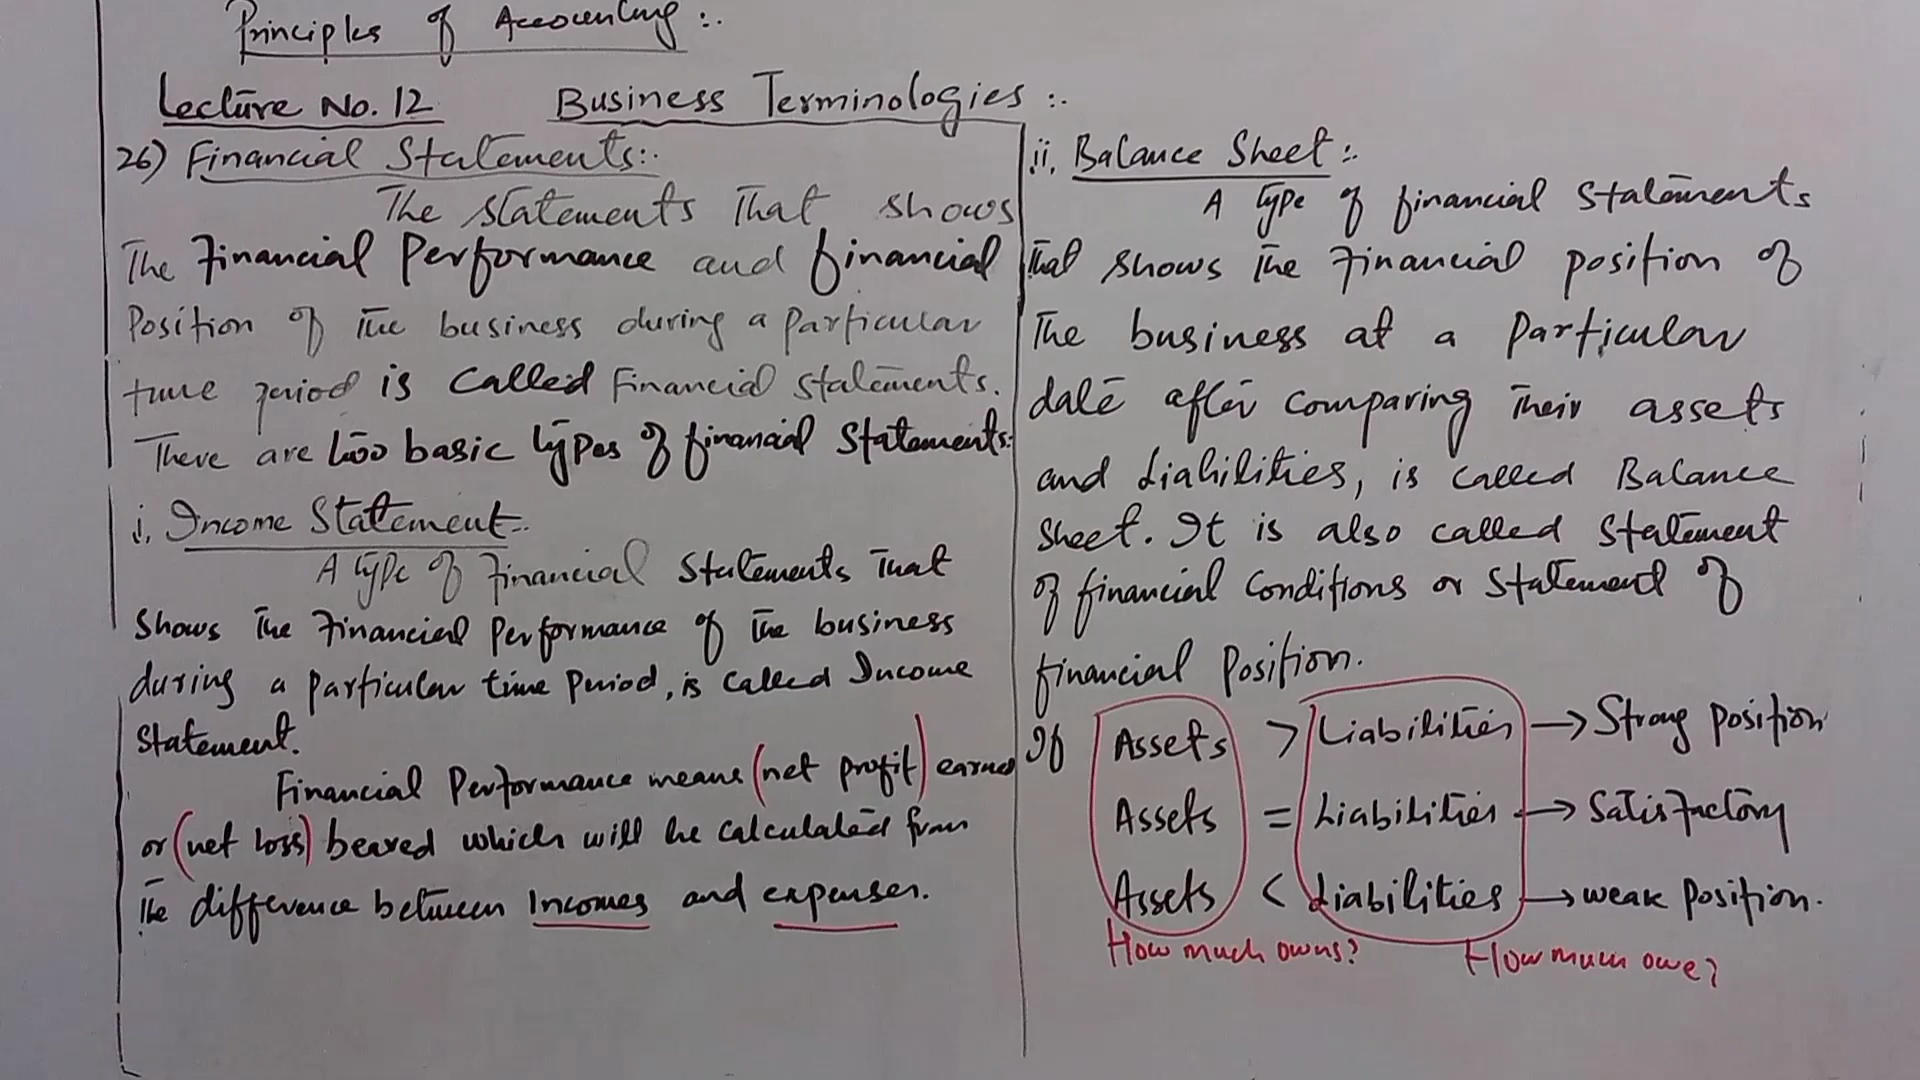 Principles of Accounting :.
Lecture No. 12 Business Terminologies :.
26) Financial Statements:.
The statements that shows
The Financial Performance and financial
Position of the business during a particular
time period is called Financial statements.
There are two basic types of financial statements:
i. Income Statement:.
A type of financial statements that
shows the financial performance of the business
during a particular time period, is called Income
statement.
Financial Performance means (net profit) earned
or (net loss) beared which will be calculated from
the difference between incomes and expenses.
ii. Balance Sheet :.
A type of financial statements
that shows the financial position of
the business at a particular
date after comparing their assets
and liabilities, is called Balance
sheet. It is also called statement
of financial conditions or statement of
financial position.
If Assets > Liabilities → Strong position
Assets = Liabilities → Satisfactory
Assets < Liabilities → weak position.
How much owns? How much owe?